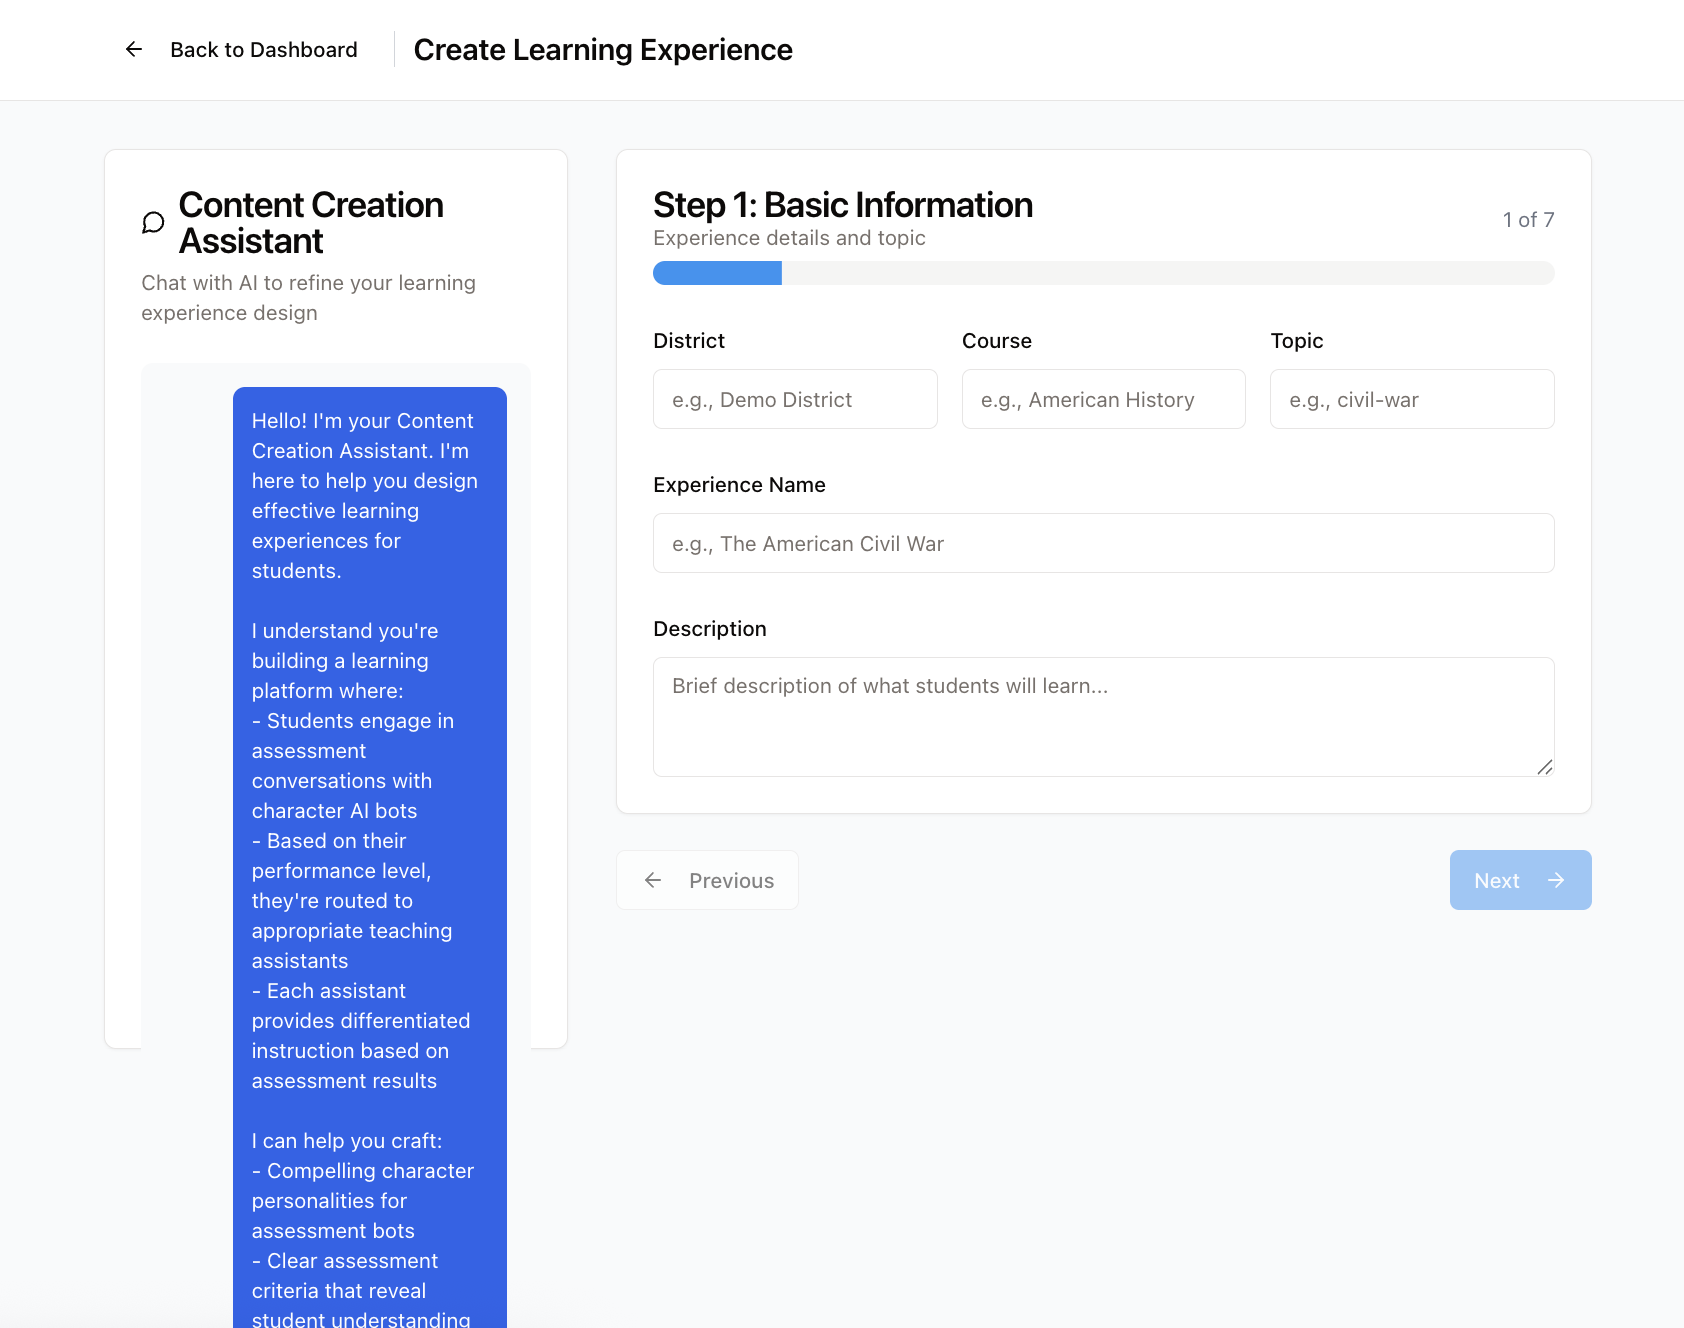 Back to Dashboard
Create Learning Experience
Content Creation
Assistant
Chat with AI to refine your learning
experience design
Hello! I'm your Content
Creation Assistant. I'm
here to help you design
effective learning
experiences for
students.
I understand you're
building a learning
platform where:
- Students engage in
assessment
conversations with
character AI bots
- Based on their
performance level,
they're routed to
appropriate teaching
assistants
- Each assistant
provides differentiated
instruction based on
assessment results
I can help you craft:
- Compelling character
personalities for
assessment bots
- Clear assessment
criteria that reveal
student understanding
Step 1: Basic Information
Experience details and topic
1 of 7
District
Course
Topic
e.g., Demo District
e.g., American History
e.g., civil-war
Experience Name
e.g., The American Civil War
Description
Brief description of what students will learn...
Previous
Next